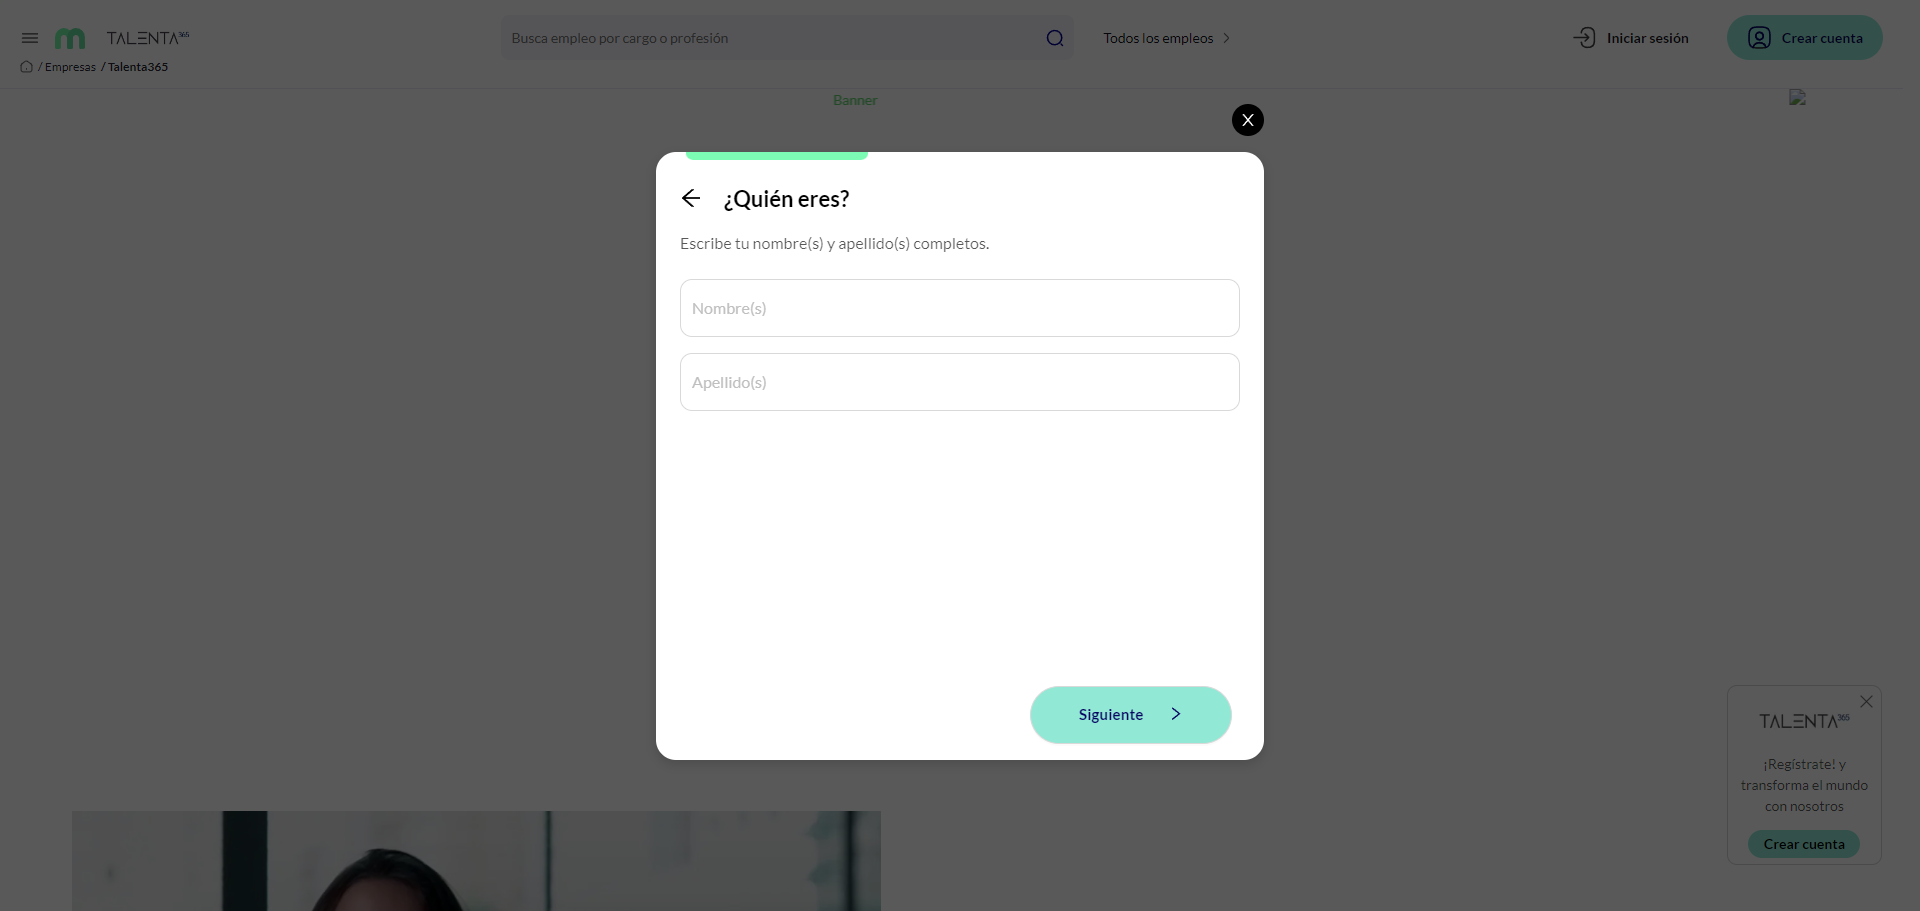 TALENTA365
Busca empleo por cargo o profesión
Todos los empleos
Iniciar sesión
Crear cuenta
/ Empresas / Talenta365
Banner
X
¿Quién eres?
Escribe tu nombre(s) y apellido(s) completos.
Nombre(s)
Apellido(s)
Siguiente
TALENTA365
¡Regístrate! y
transforma el mundo
con nosotros
Crear cuenta